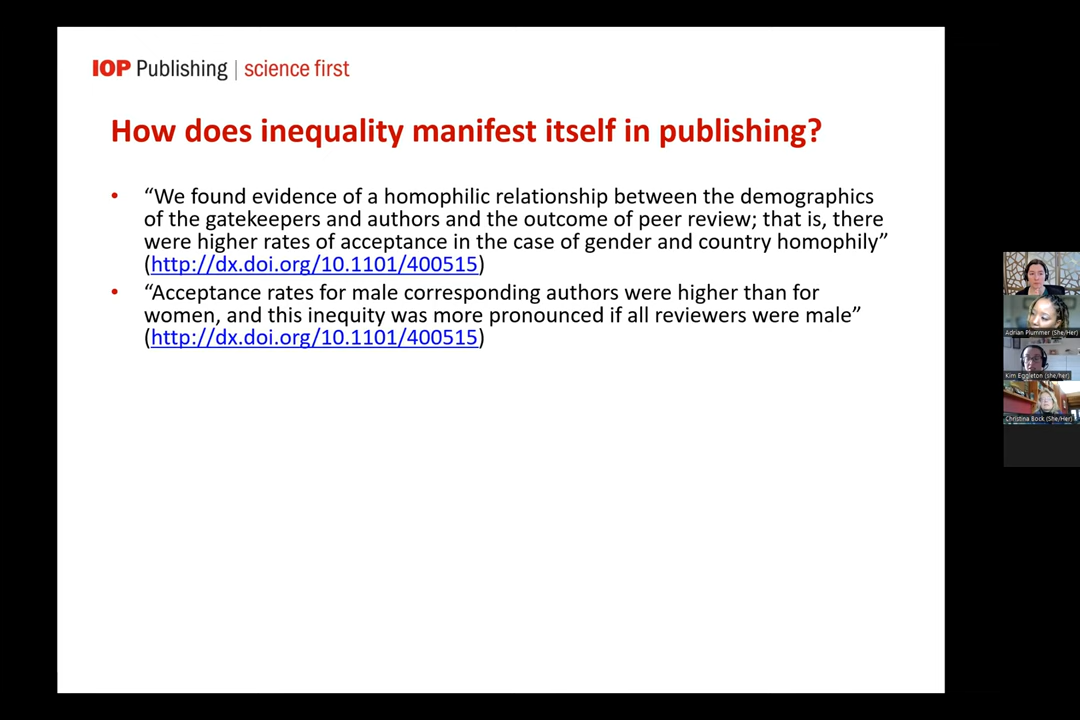 IOP Publishing | science first
How does inequality manifest itself in publishing?
• “We found evidence of a homophilic relationship between the demographics
of the gatekeepers and authors and the outcome of peer review; that is, there
were higher rates of acceptance in the case of gender and country homophily”
(http://dx.doi.org/10.1101/400515)
• “Acceptance rates for male corresponding authors were higher than for
women, and this inequity was more pronounced if all reviewers were male”
(http://dx.doi.org/10.1101/400515)
Adrian Plummer (She/Her)
Kim Eggleton (she/her)
Christina Bock (She/Her)